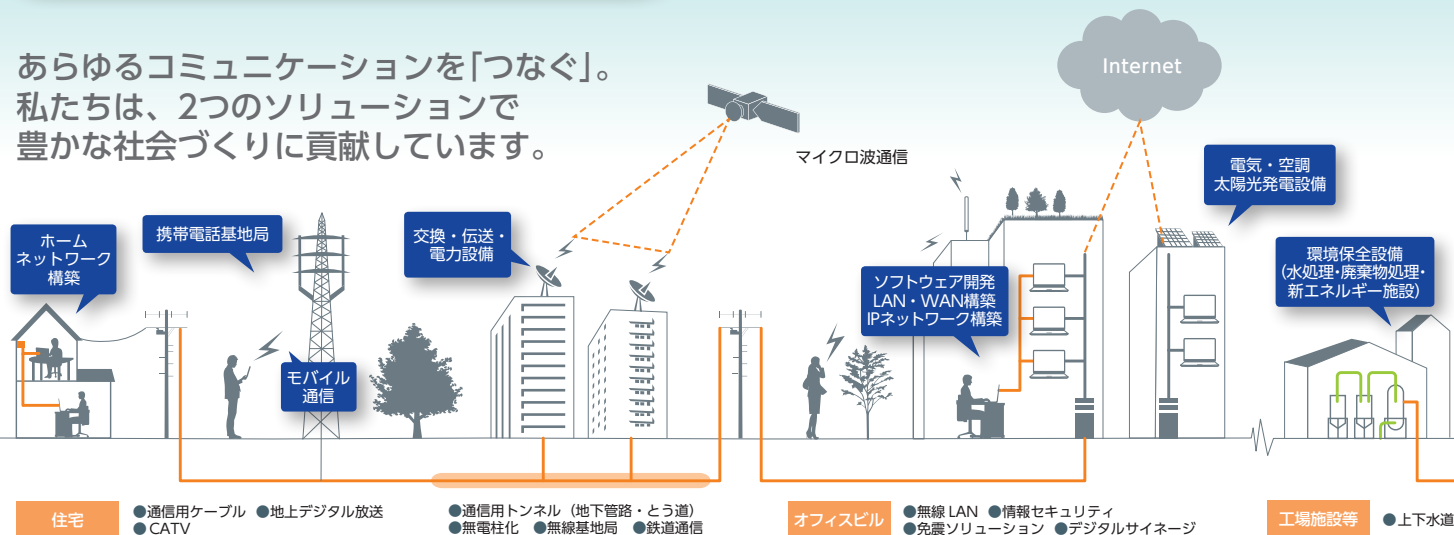 あらゆるコミュニケーションを「つなぐ」。
私たちは、2つのソリューションで
豊かな社会づくりに貢献しています。
Internet
マイクロ波通信
電気・空調
太陽光発電設備
ホーム
ネットワーク
構築
携帯電話基地局
交換・伝送・
電力設備
ソフトウェア開発
LAN・WAN構築
IPネットワーク構築
環境保全設備
(水処理・廃棄物処理・
新エネルギー施設)
モバイル
通信
住宅
●通信用ケーブル ●地上デジタル放送
●CATV
●通信用トンネル（地下管路・とう道）
●無電柱化 ●無線基地局 ●鉄道通信
オフィスビル
●無線 LAN ●情報セキュリティ
●免震ソリューション ●デジタルサイネージ
工場施設等
●上下水道